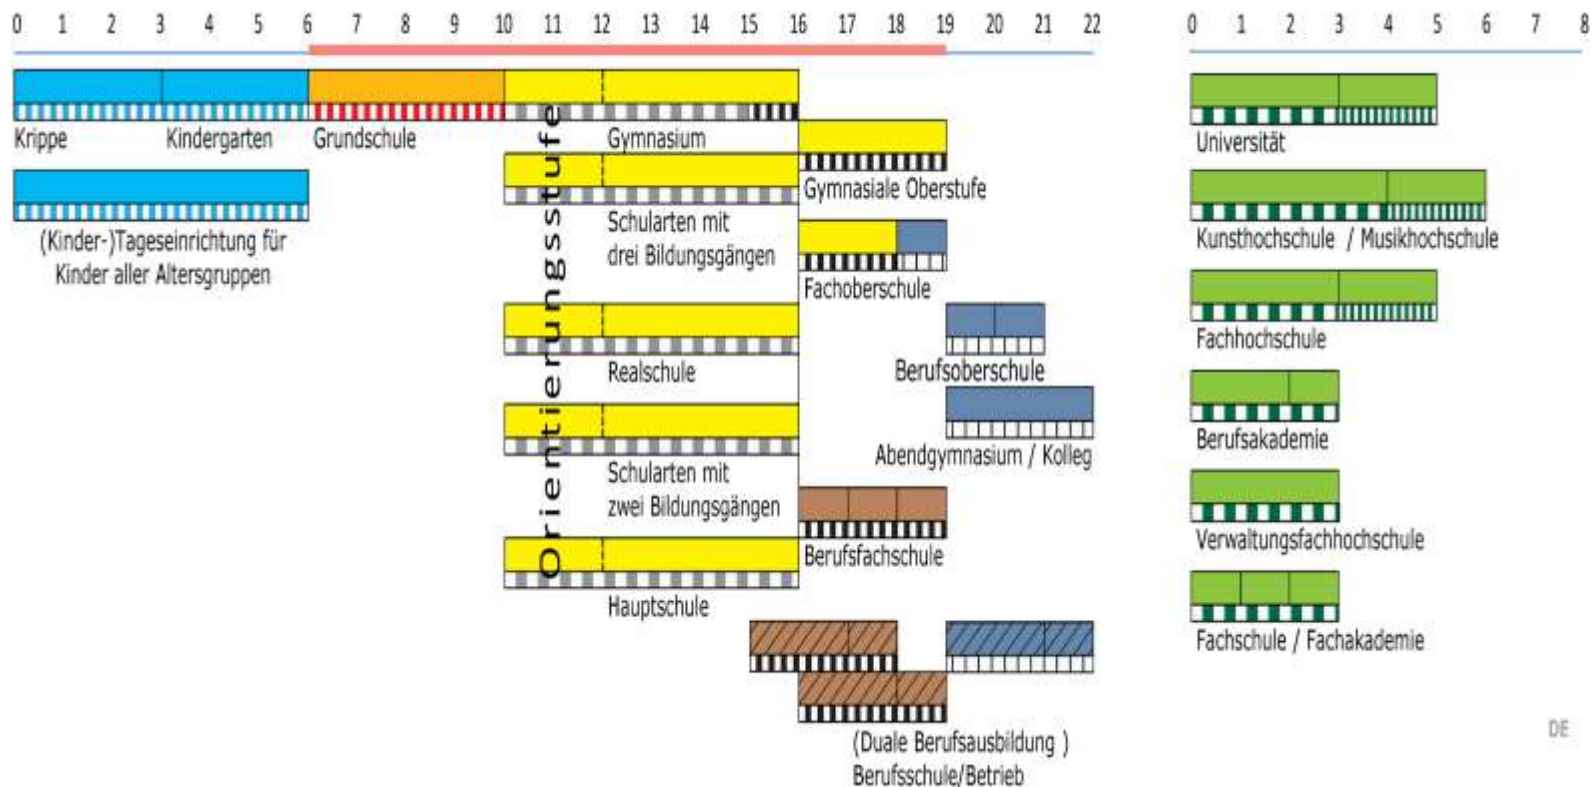 0 1 2 3 4 5 6 7 8 9 10 11 12 13 14 15 16 17 18 19 20 21 22
0 1 2 3 4 5 6 7 8
Krippe
Kindergarten
Grundschule
Gymnasium
Gymnasiale Oberstufe
Universität
Orientierungsstufe
(Kinder-)Tageseinrichtung für
Kinder aller Altersgruppen
Schularten mit
drei Bildungsgängen
Fachoberschule
Kunsthochschule / Musikhochschule
Fachhochschule
Realschule
Berufsoberschule
Abendgymnasium / Kolleg
Berufsakademie
Schularten mit
zwei Bildungsgängen
Berufsfachschule
Verwaltungsfachhochschule
Hauptschule
Fachschule / Fachakademie
(Duale Berufsausbildung )
Berufsschule/Betrieb
DE